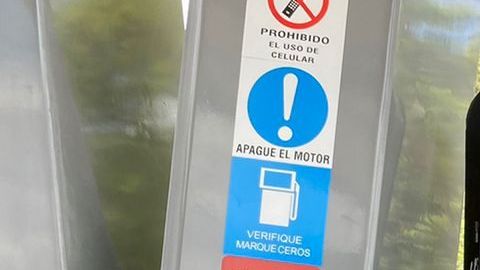 PROHIBIDO
EL USO DE
CELULAR
APAGUE EL MOTOR
VERIFIQUE
MARQUE CEROS